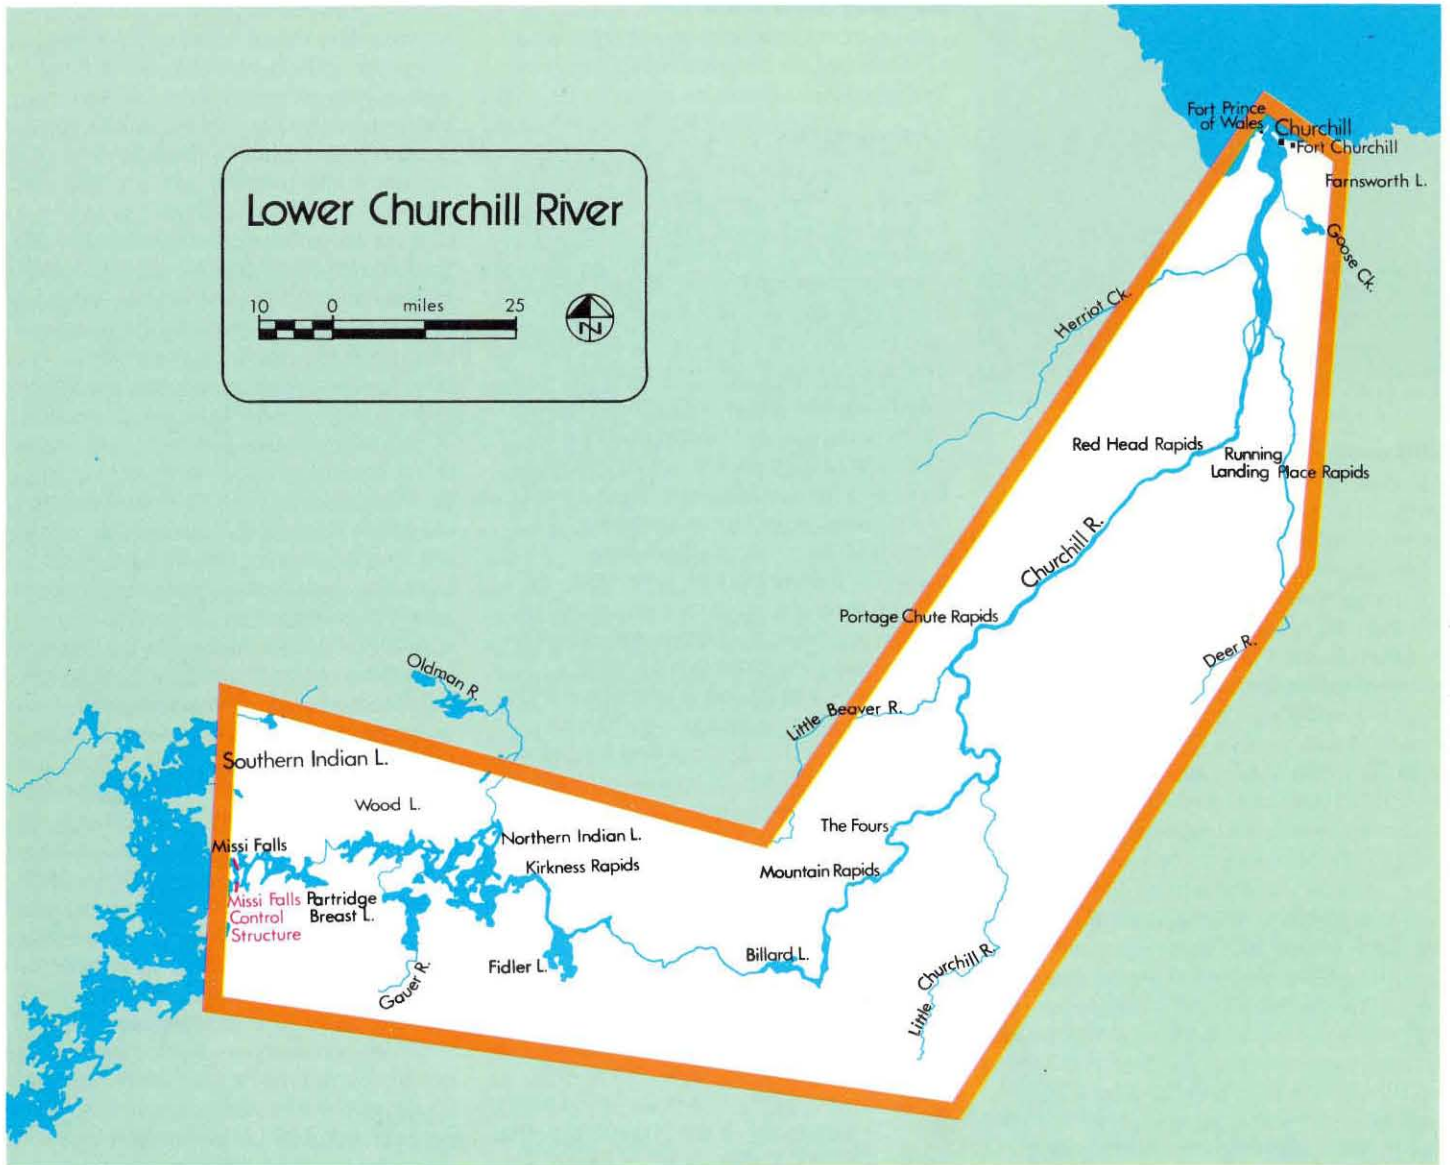 Fort Prince
of Wales
Churchill
Fort Churchill
Farnsworth L.
Lower Churchill River
Goose Ck.
10 0 miles 25
N
Herriot Ck.
Red Head Rapids
Running
Landing Place Rapids
Churchill R.
Portage Chute Rapids
Deer R.
Oldman R.
Little Beaver R.
Southern Indian L.
Wood L.
The Fours
Northern Indian L.
Missi Falls
Kirkness Rapids
Mountain Rapids
Missi Falls
Control
Structure
Partridge
Breast L.
Billard L.
Fidler L.
Gauer R.
Little Churchill R.